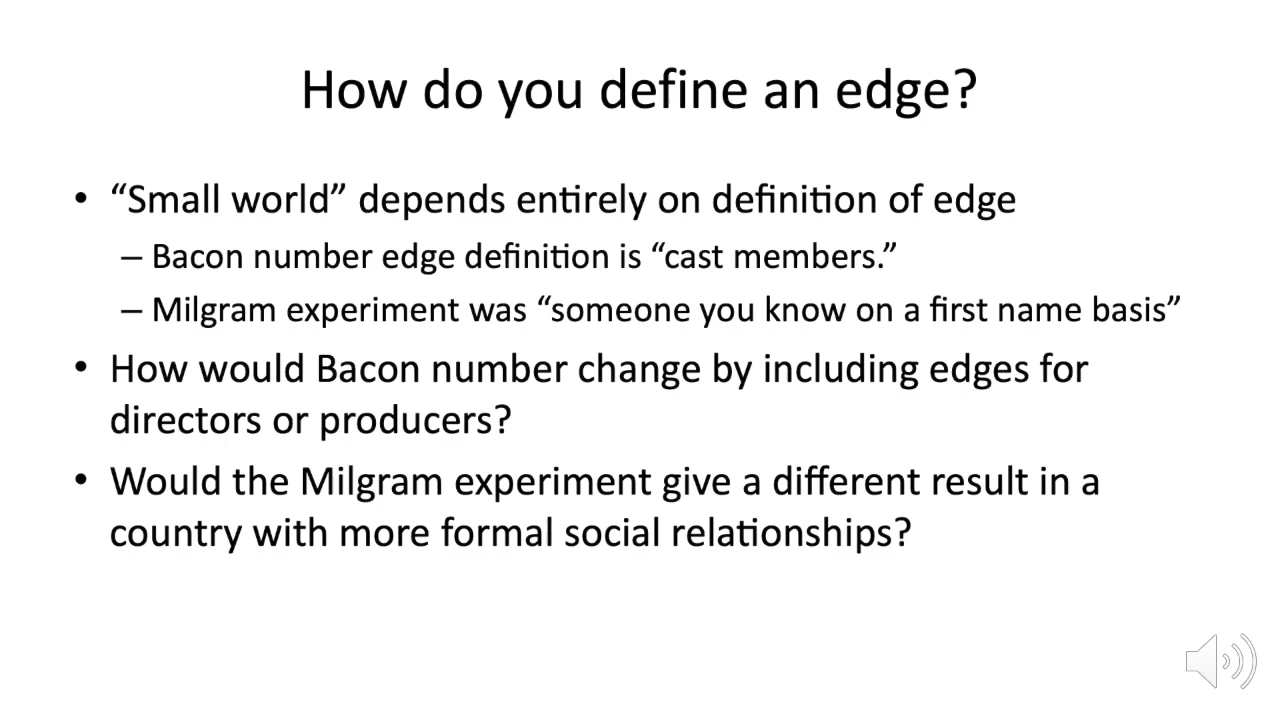 How do you define an edge?
• “Small world” depends entirely on definition of edge
– Bacon number edge definition is “cast members.”
– Milgram experiment was “someone you know on a first name basis”
• How would Bacon number change by including edges for
directors or producers?
• Would the Milgram experiment give a different result in a
country with more formal social relationships?